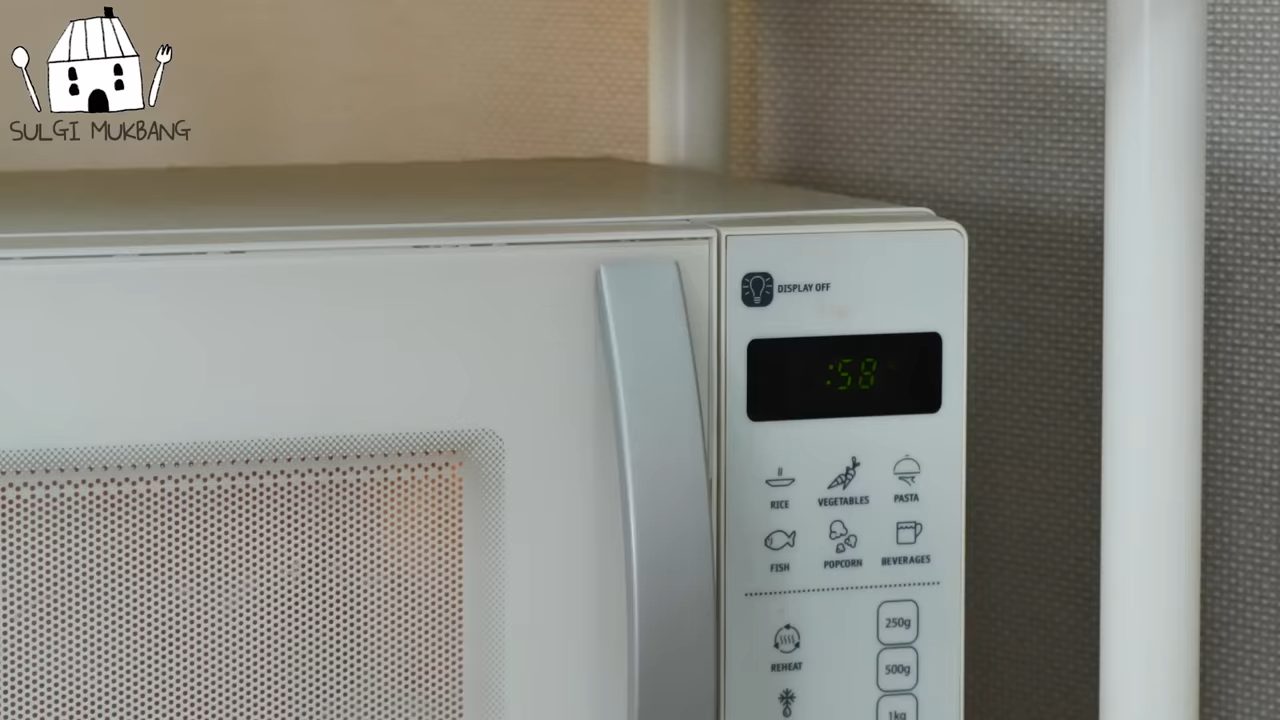 SULGI MUKBANG
DISPLAY OFF
:58
RICE VEGETABLES PASTA
FISH POPCORN BEVERAGES
250g
REHEAT
500g
1kg